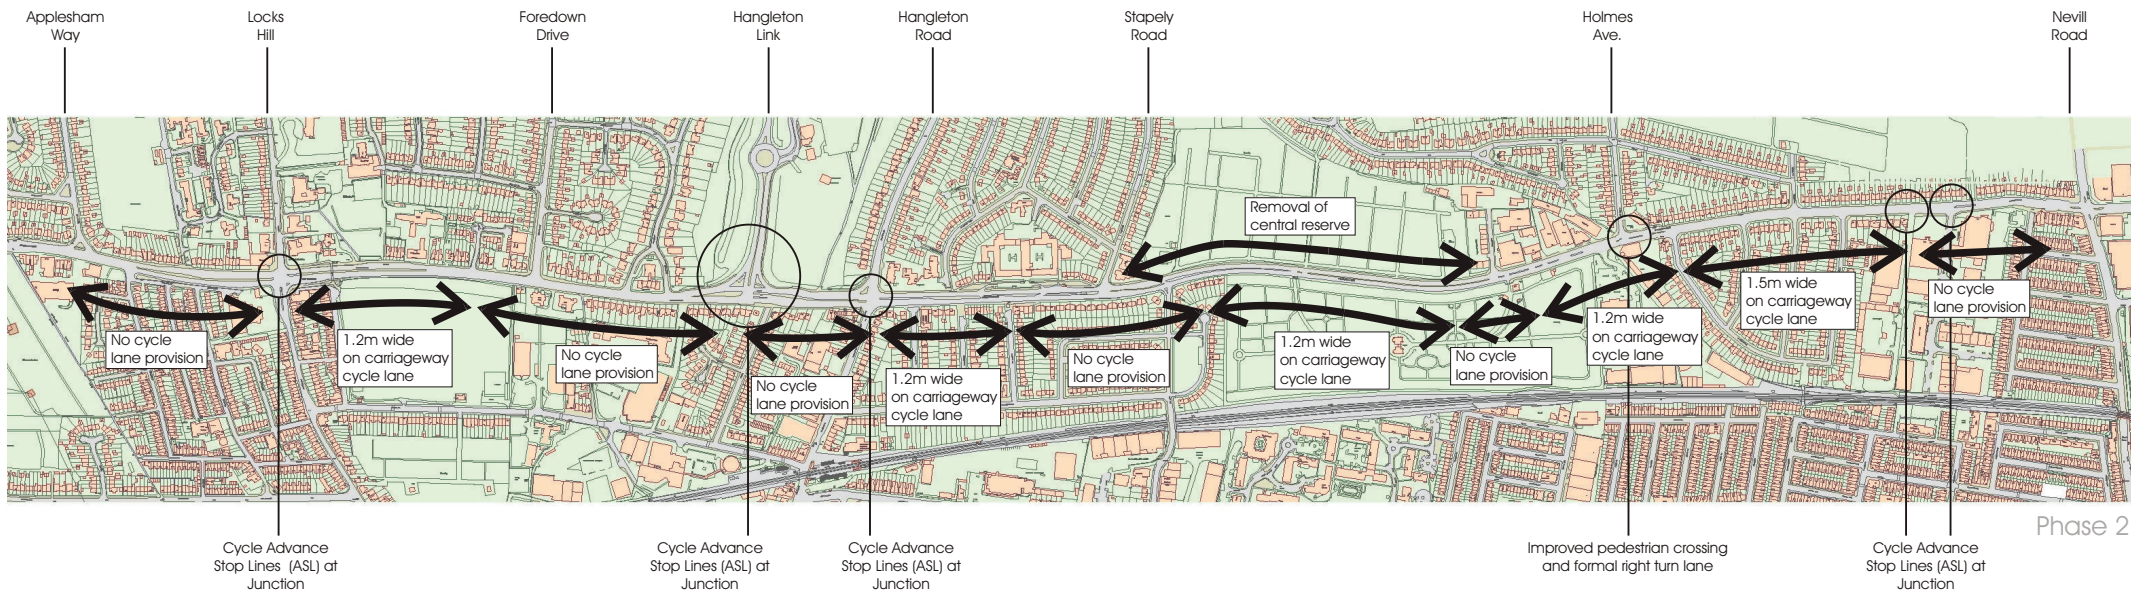 Applesham
Way
Locks
Hill
Foredown
Drive
Hangleton
Link
Hangleton
Road
Stapely
Road
Holmes
Ave.
Nevill
Road
Removal of
central reserve
No cycle
lane provision
1.2m wide
on carriageway
cycle lane
No cycle
lane provision
No cycle
lane provision
1.2m wide
on carriageway
cycle lane
No cycle
lane provision
1.2m wide
on carriageway
cycle lane
No cycle
lane provision
1.2m wide
on carriageway
cycle lane
1.5m wide
on carriageway
cycle lane
No cycle
lane provision
Phase 2
Cycle Advance
Stop Lines (ASL) at
Junction
Cycle Advance
Stop Lines (ASL) at
Junction
Cycle Advance
Stop Lines (ASL) at
Junction
Improved pedestrian crossing
and formal right turn lane
Cycle Advance
Stop Lines (ASL) at
Junction